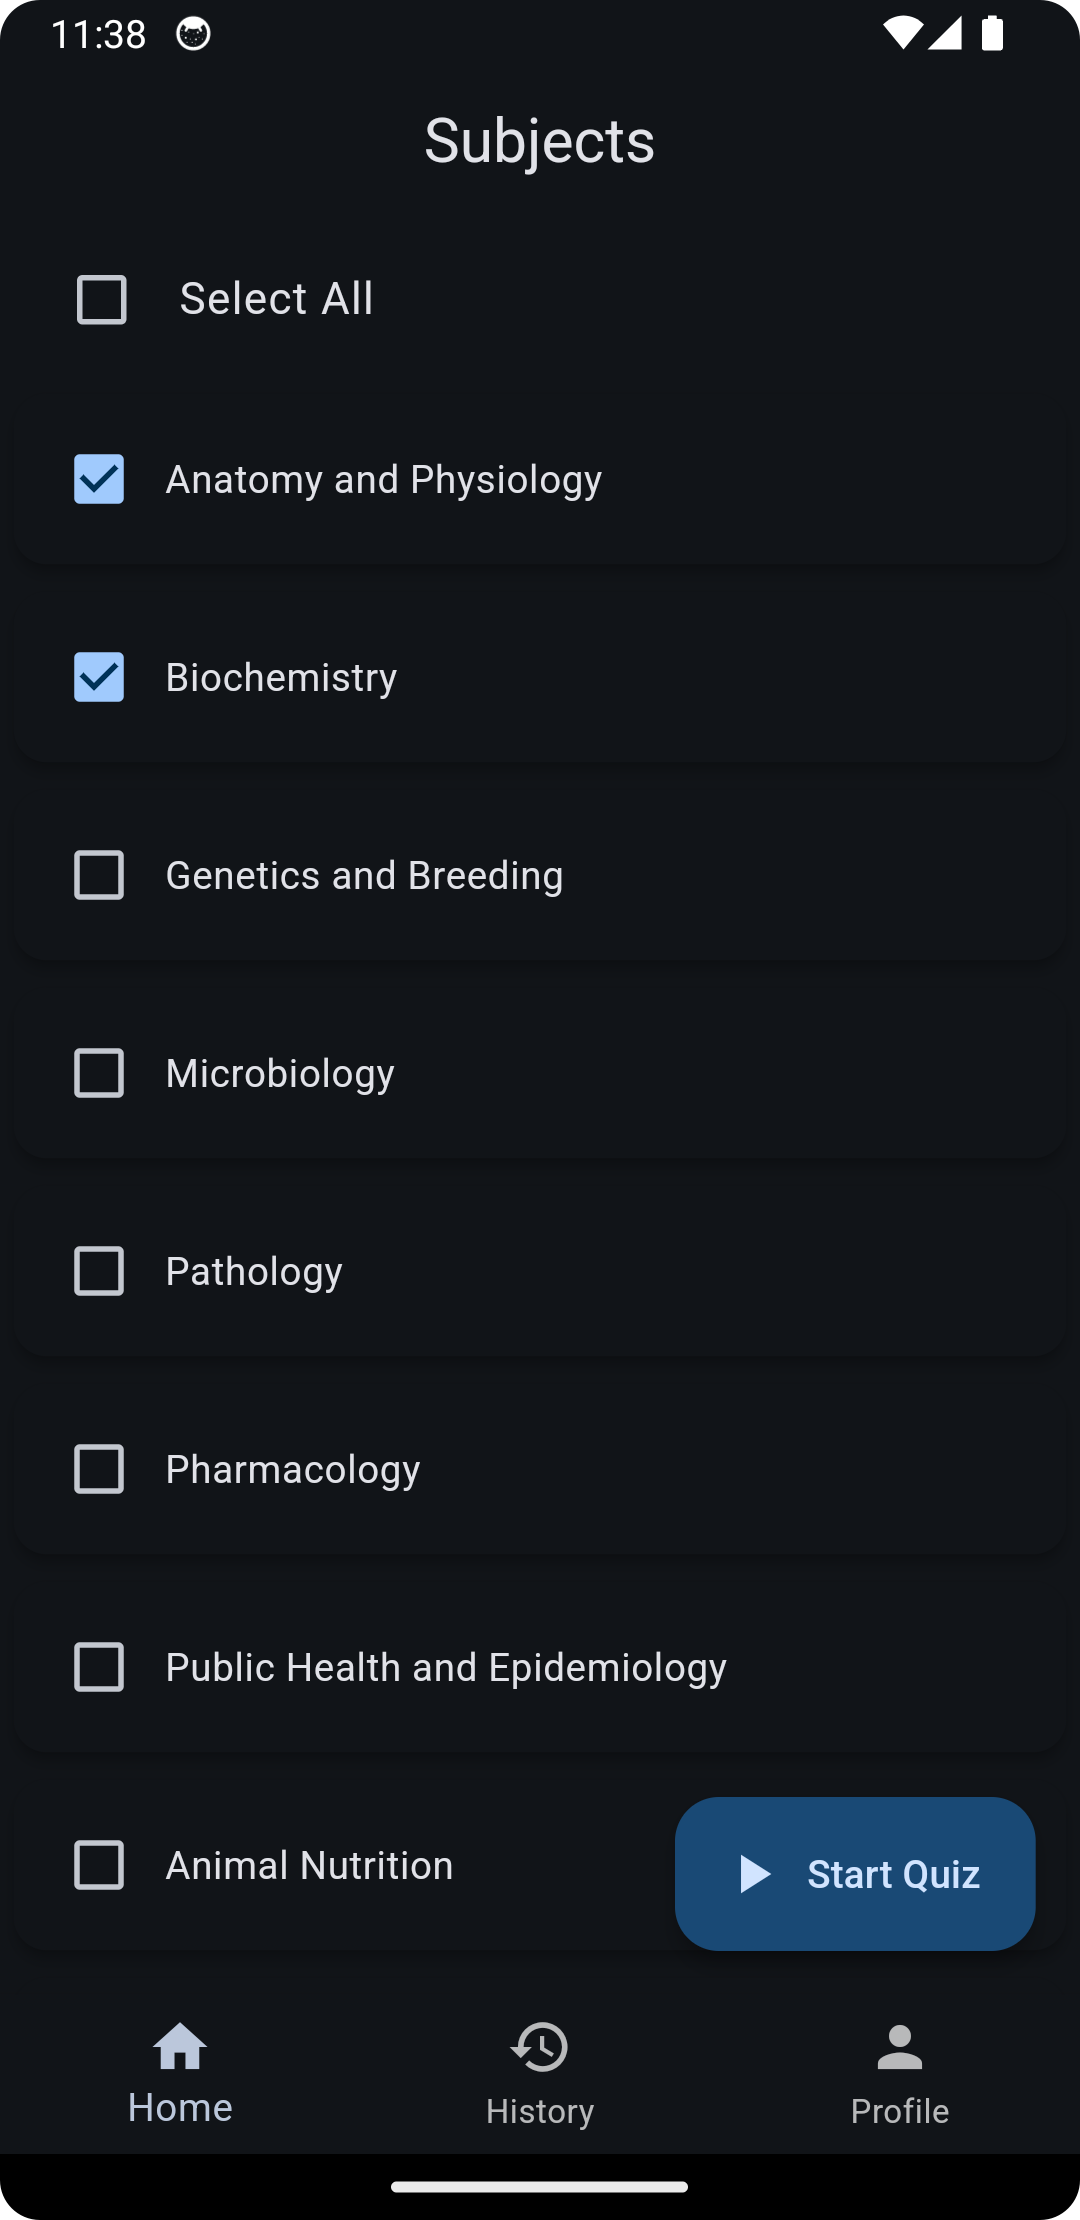 11:38
Subjects
Select All
Anatomy and Physiology
Biochemistry
Genetics and Breeding
Microbiology
Pathology
Pharmacology
Public Health and Epidemiology
Animal Nutrition
Start Quiz
Home
History
Profile